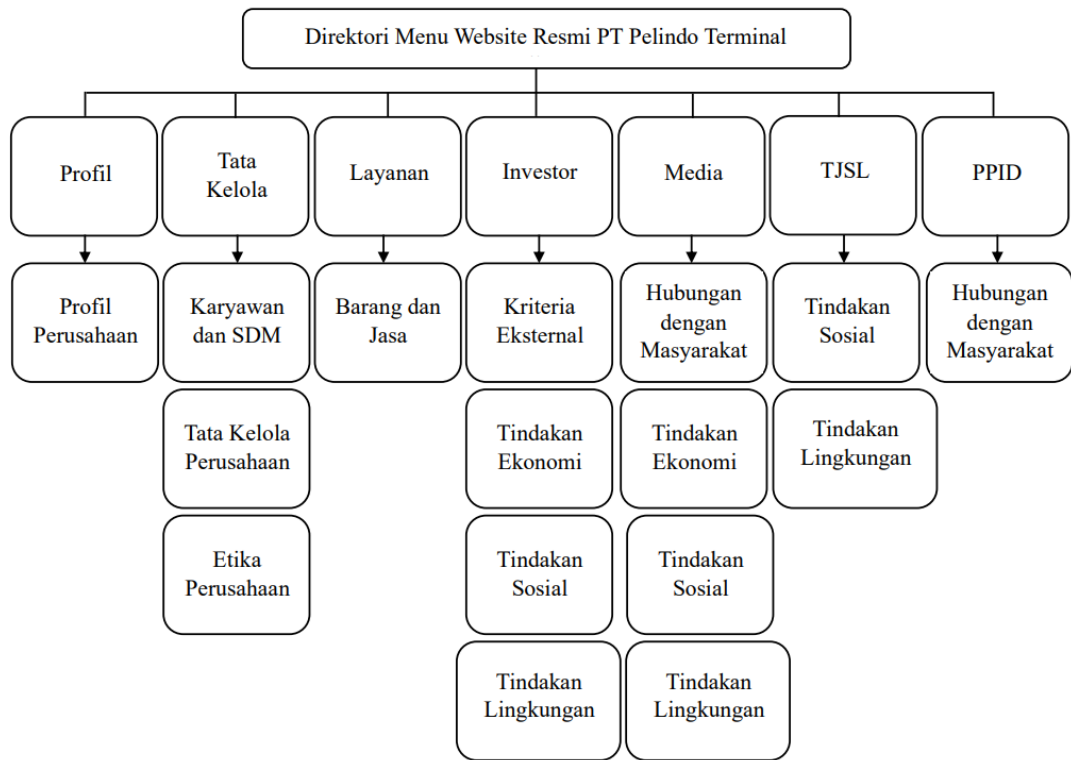 Direktori Menu Website Resmi PT Pelindo Terminal
Profil
Tata
Kelola
Layanan
Investor
Media
TJSL
PPID
Profil
Perusahaan
Karyawan
dan SDM
Barang dan
Jasa
Kriteria
Eksternal
Hubungan
dengan
Masyarakat
Tindakan
Sosial
Hubungan
dengan
Masyarakat
Tata Kelola
Perusahaan
Tindakan
Ekonomi
Tindakan
Ekonomi
Tindakan
Lingkungan
Etika
Perusahaan
Tindakan
Sosial
Tindakan
Sosial
Tindakan
Lingkungan
Tindakan
Lingkungan